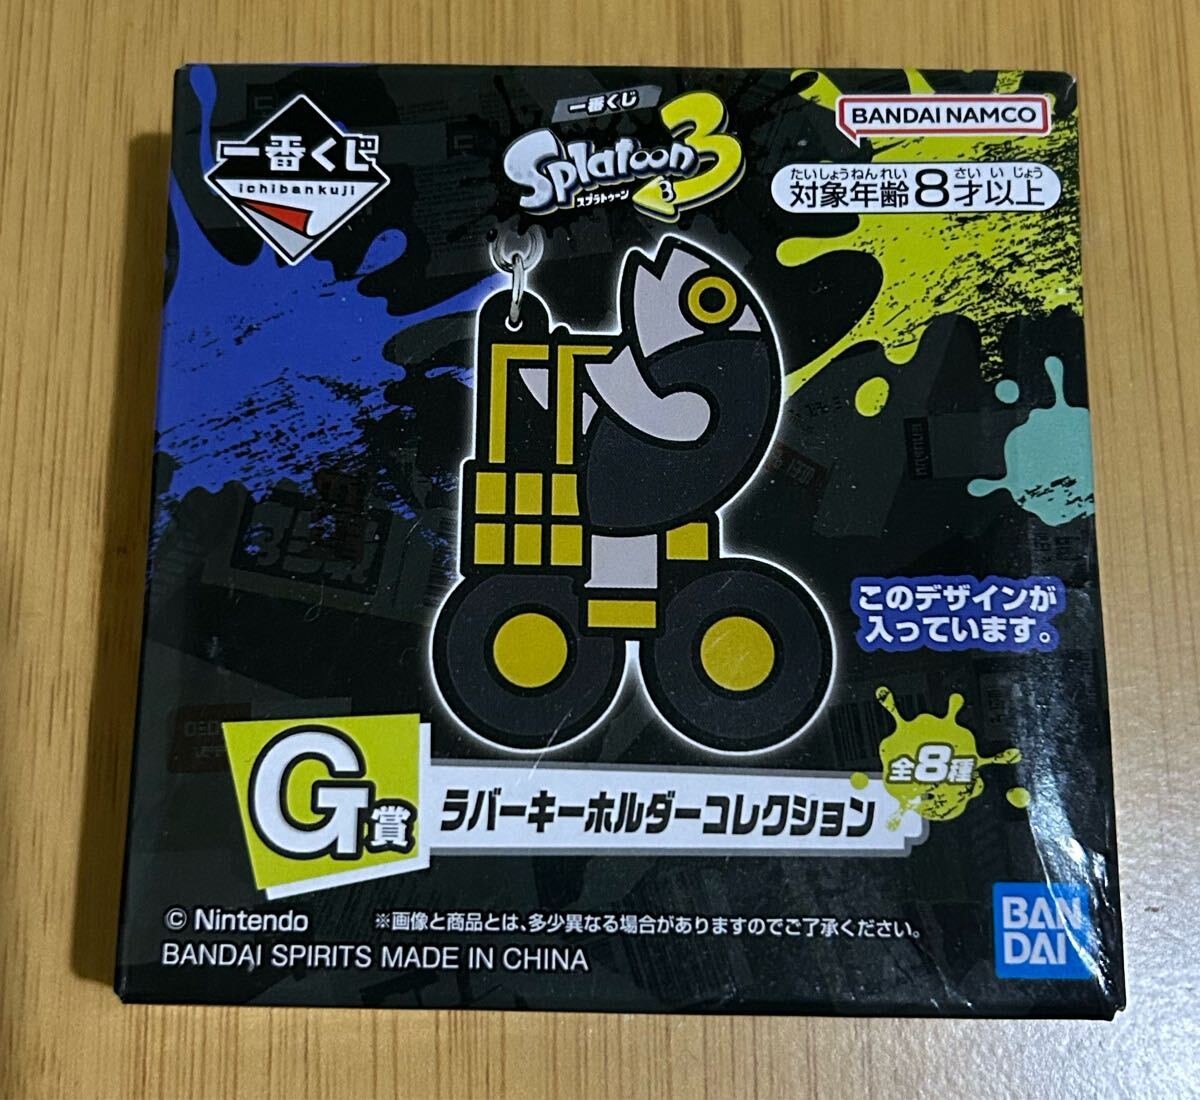 一番くじ
ichibankuji
一番くじ
Splatoon3
スプラトゥーン3
BANDAI NAMCO
たいしょうねんれい さい い じょう
対象年齢8才以上
このデザインが
入っています。
全8種
G賞
ラバーキーホルダーコレクション
© Nintendo
※画像と商品とは、多少異なる場合がありますのでご了承ください。
BANDAI SPIRITS MADE IN CHINA
BAN
DAI